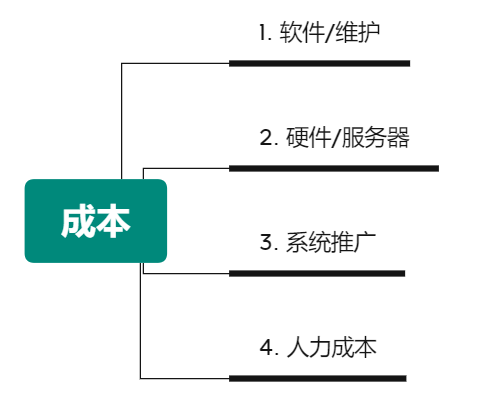 1. 软件/维护
2. 硬件/服务器
成本
3. 系统推广
4. 人力成本